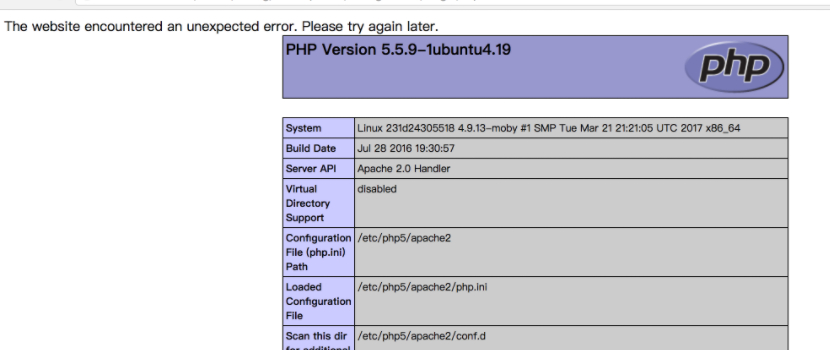 The website encountered an unexpected error. Please try again later.
PHP Version 5.5.9-1ubuntu4.19
php
System Linux 231d24305518 4.9.13-moby #1 SMP Tue Mar 21 21:21:05 UTC 2017 x86_64
Build Date Jul 28 2016 19:30:57
Server API Apache 2.0 Handler
Virtual disabled
Directory
Support
Configuration /etc/php5/apache2
File (php.ini)
Path
Loaded /etc/php5/apache2/php.ini
Configuration
File
Scan this dir /etc/php5/apache2/conf.d
for additional